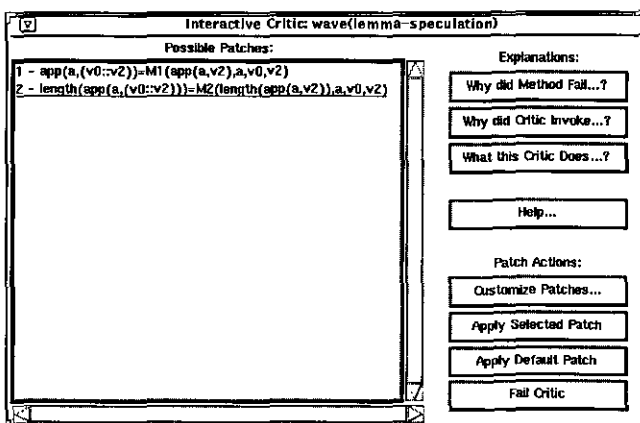 Interactive Critic: wave(lemma-speculation)
Possible Patches:
1 - app(a,(v0::v2))=M1(app(a,v2),a,v0,v2)
2 - length(app(a,(v0::v2)))=M2(length(app(a,v2)),a,v0,v2)
Explanations:
Why did Method Fail...?
Why did Critic Invoke...?
What this Critic Does...?
Help...
Patch Actions:
Customize Patches...
Apply Selected Patch
Apply Default Patch
Fail Critic